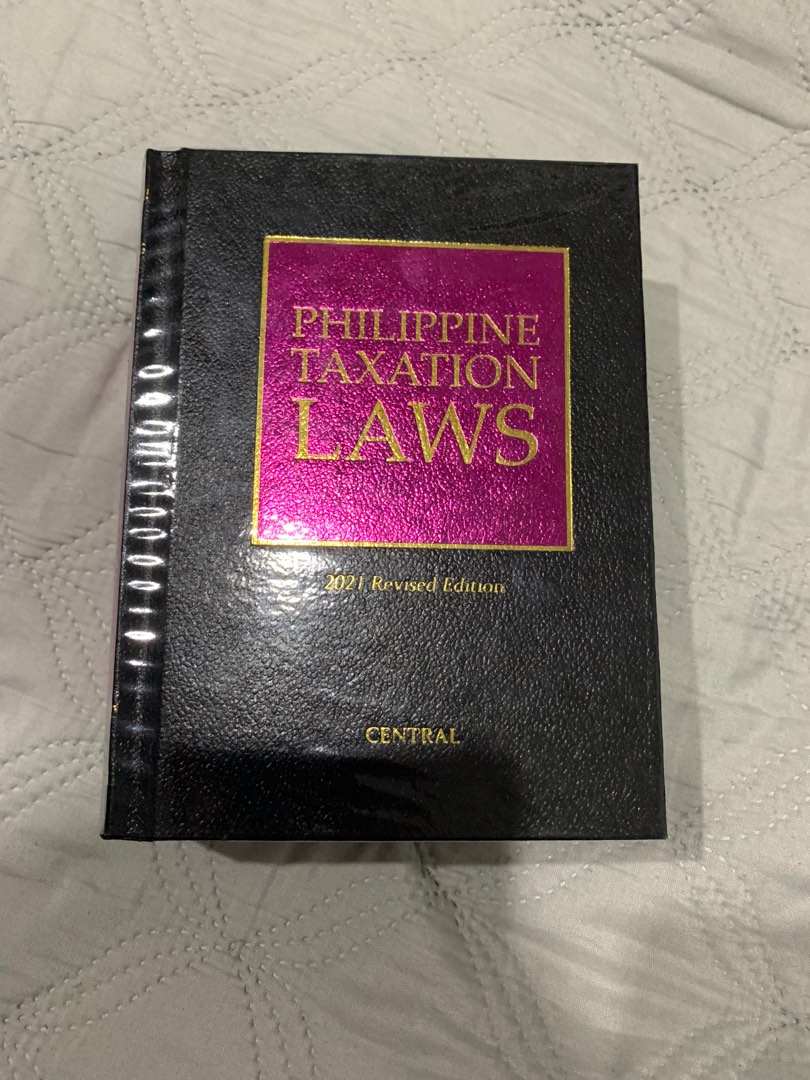 PHILIPPINE
TAXATION
LAWS
2021 Revised Edition
CENTRAL